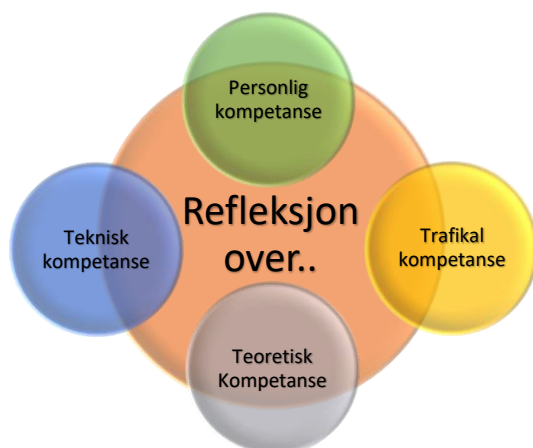 Personlig
kompetanse
Refleksjon
over..
Teknisk
kompetanse
Trafikal
kompetanse
Teoretisk
Kompetanse